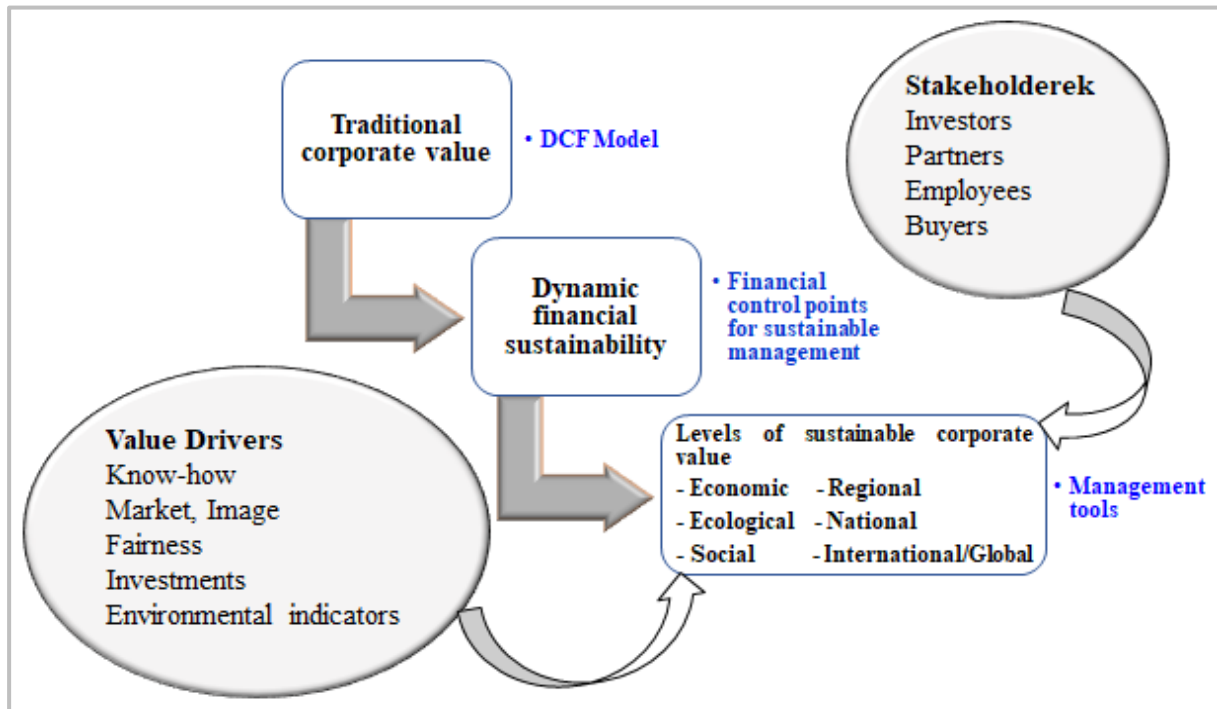 Traditional
corporate value
• DCF Model
Stakeholderek
Investors
Partners
Employees
Buyers
Dynamic
financial
sustainability
• Financial
control points
for sustainable
management
Value Drivers
Know-how
Market, Image
Fairness
Investments
Environmental indicators
Levels of sustainable corporate
value
- Economic - Regional
- Ecological - National
- Social - International/Global
• Management
tools